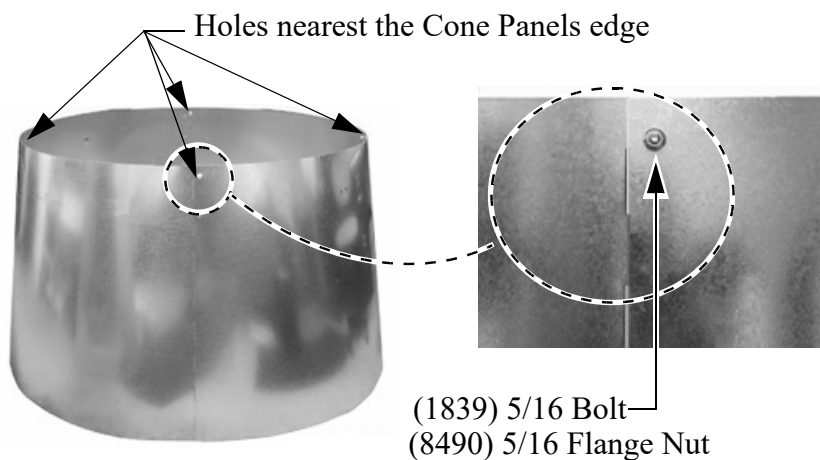 Holes nearest the Cone Panels edge
(1839) 5/16 Bolt
(8490) 5/16 Flange Nut